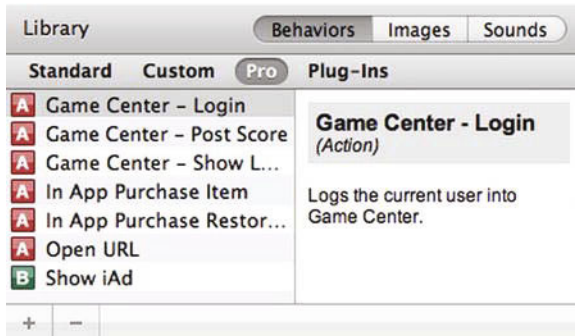 Library Behaviors Images Sounds
Standard Custom Pro Plug-Ins
A Game Center – Login
A Game Center – Post Score
A Game Center – Show L...
A In App Purchase Item
A In App Purchase Restor...
A Open URL
B Show iAd
Game Center - Login
(Action)
Logs the current user into
Game Center.
+ −